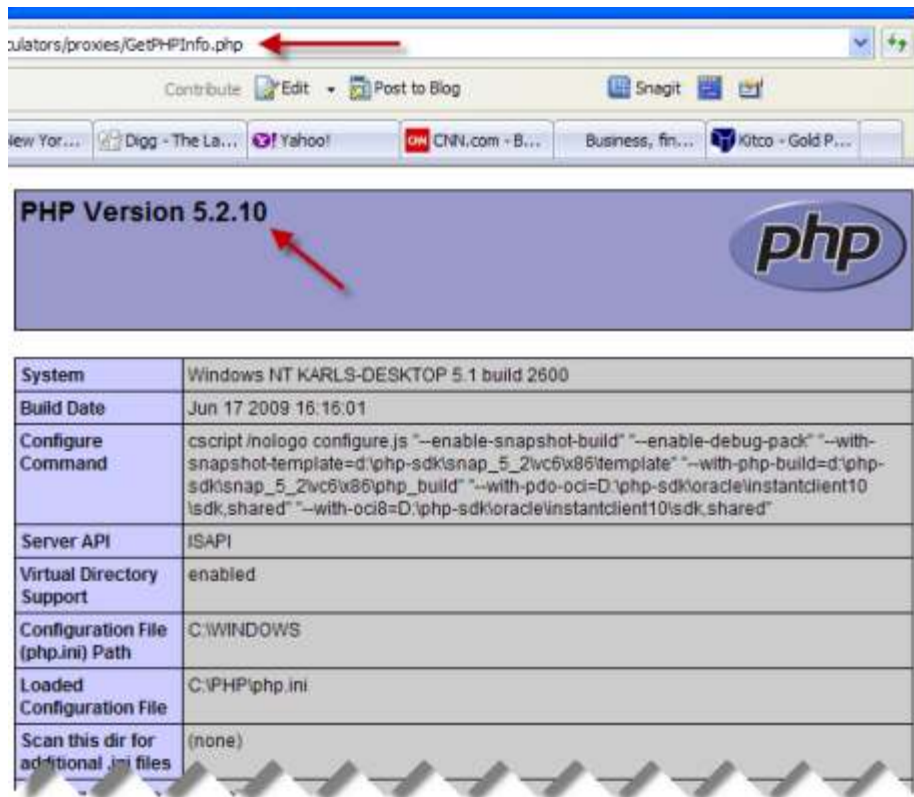 culators/proxies/GetPHPInfo.php
Contribute Edit Post to Blog Snagit
New Yor... Digg - The La... Yahoo! CNN.com - B... Business, fin... Kitco - Gold P...
PHP Version 5.2.10
php
System Windows NT KARLS-DESKTOP 5.1 build 2600
Build Date Jun 17 2009 16:16:01
Configure Command cscript /nologo configure.js "--enable-snapshot-build" "--enable-debug-pack" "--with-
snapshot-template=d:\php-sdk\snap_5_2\vc6\x86\template" "--with-php-build=d:\php-
sdk\snap_5_2\vc6\x86\php_build" "--with-pdo-oci=D:\php-sdk\oracle\instantclient10
\sdk,shared" "--with-oci8=D:\php-sdk\oracle\instantclient10\sdk,shared"
Server API ISAPI
Virtual Directory Support enabled
Configuration File (php.ini) Path C:\WINDOWS
Loaded Configuration File C:\PHP\php.ini
Scan this dir for additional .ini files (none)